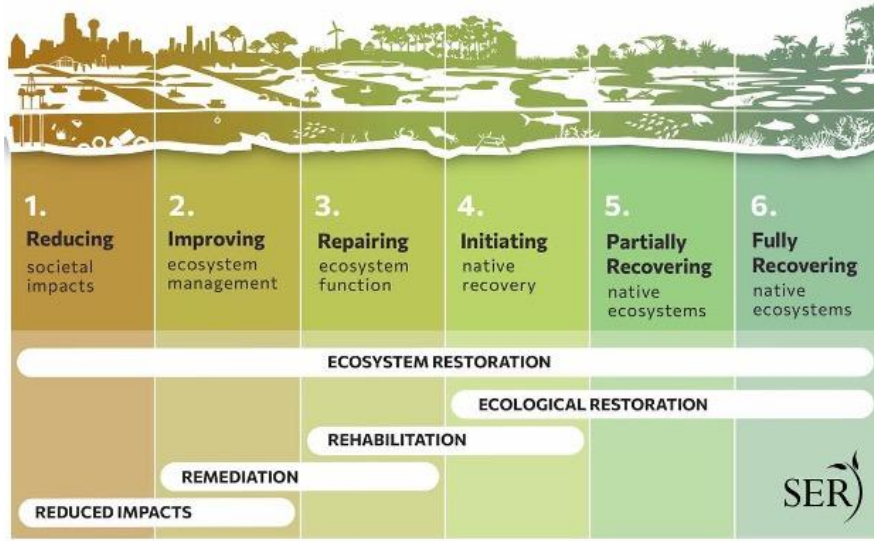 1.
Reducing
societal
impacts
2.
Improving
ecosystem
management
3.
Repairing
ecosystem
function
4.
Initiating
native
recovery
5.
Partially
Recovering
native
ecosystems
6.
Fully
Recovering
native
ecosystems
ECOSYSTEM RESTORATION
ECOLOGICAL RESTORATION
REHABILITATION
REMEDIATION
REDUCED IMPACTS
SER